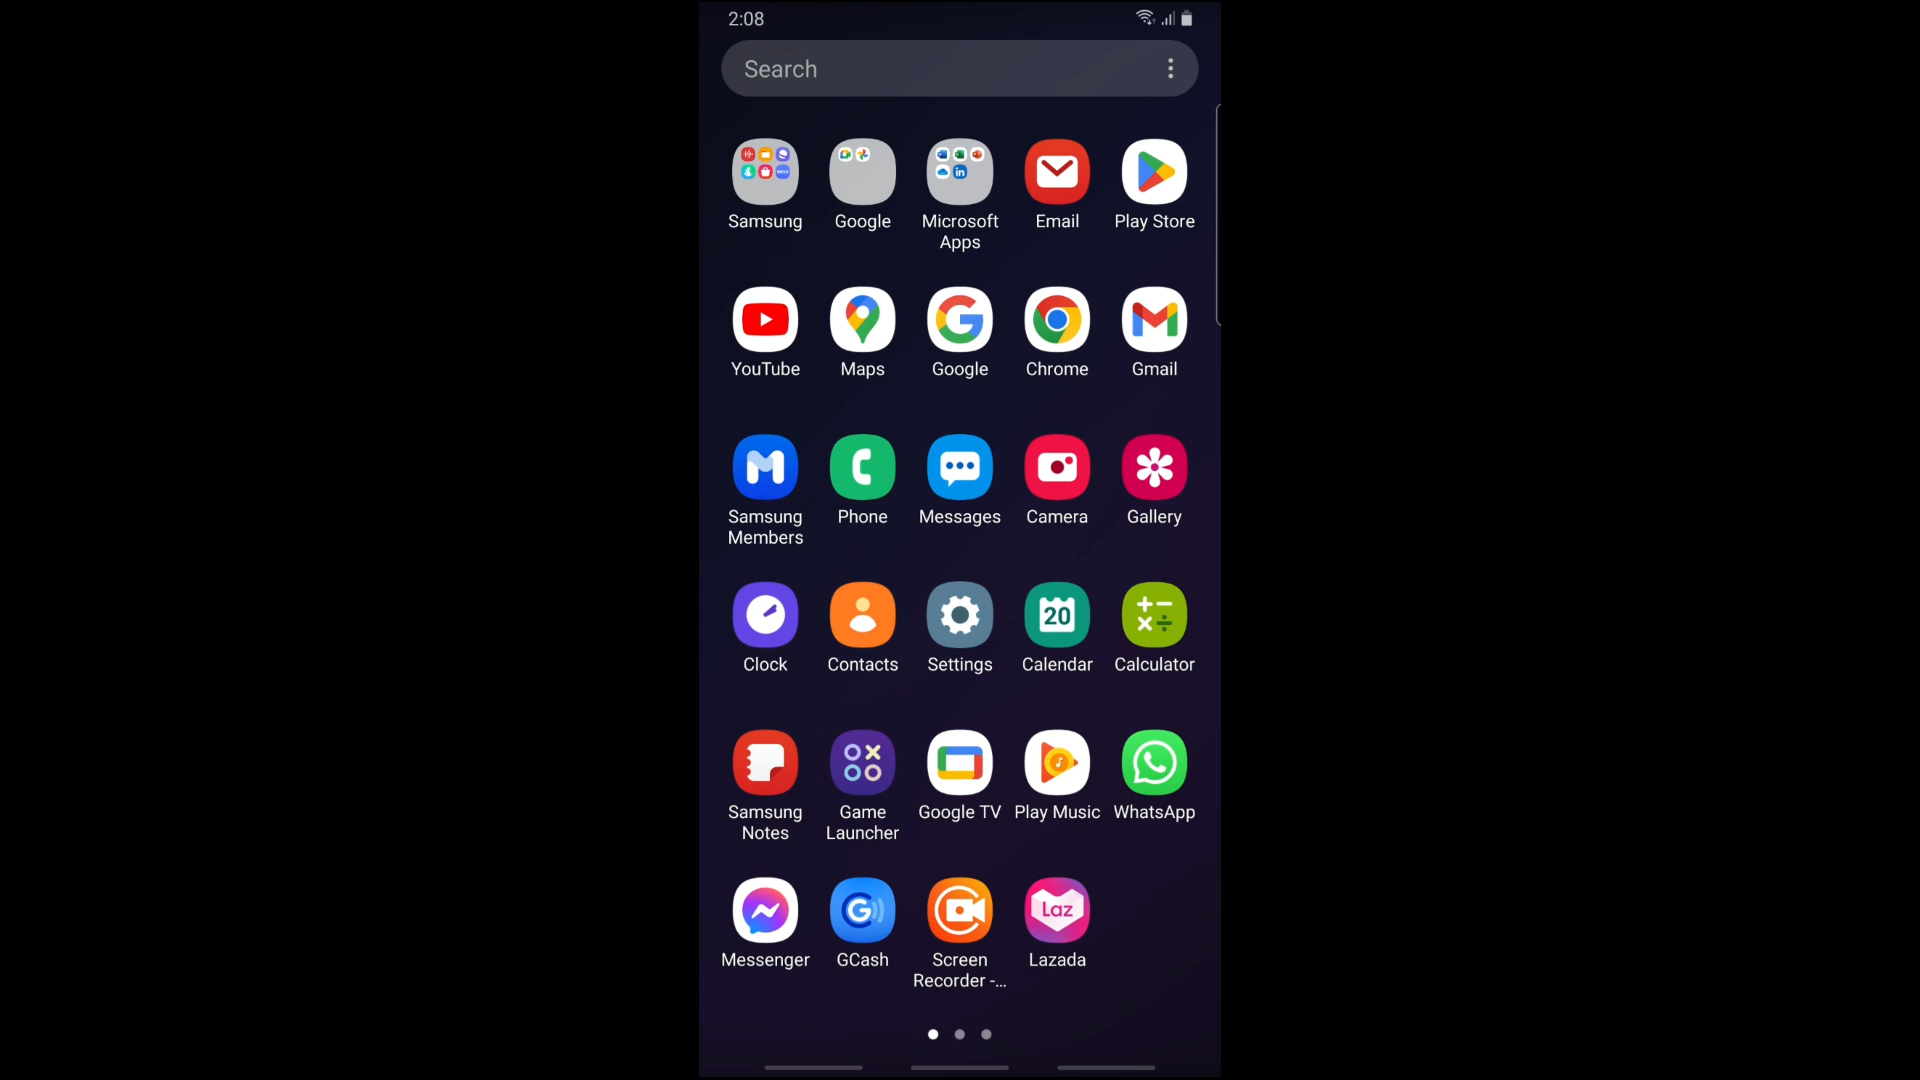 2:08
Search
Samsung
Google
Microsoft
Apps
Email
Play Store
YouTube
Maps
Google
Chrome
Gmail
Samsung
Members
Phone
Messages
Camera
Gallery
20
Clock
Contacts
Settings
Calendar
Calculator
Samsung
Notes
Game
Launcher
Google TV
Play Music
WhatsApp
Laz
Messenger
GCash
Screen
Recorder -...
Lazada